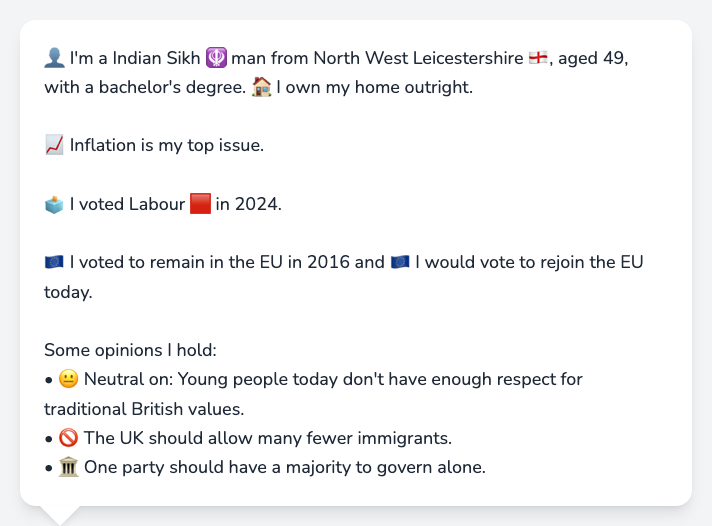 👤 I'm a Indian Sikh 🪯 man from North West Leicestershire 🏴󠁧󠁢󠁥󠁮󠁧󠁿, aged 49,
with a bachelor's degree. 🏠 I own my home outright.
📈 Inflation is my top issue.
🗳️ I voted Labour 🟥 in 2024.
🇪🇺 I voted to remain in the EU in 2016 and 🇪🇺 I would vote to rejoin the EU
today.
Some opinions I hold:
• 😐 Neutral on: Young people today don't have enough respect for
traditional British values.
• 🚫 The UK should allow many fewer immigrants.
• 🏛️ One party should have a majority to govern alone.